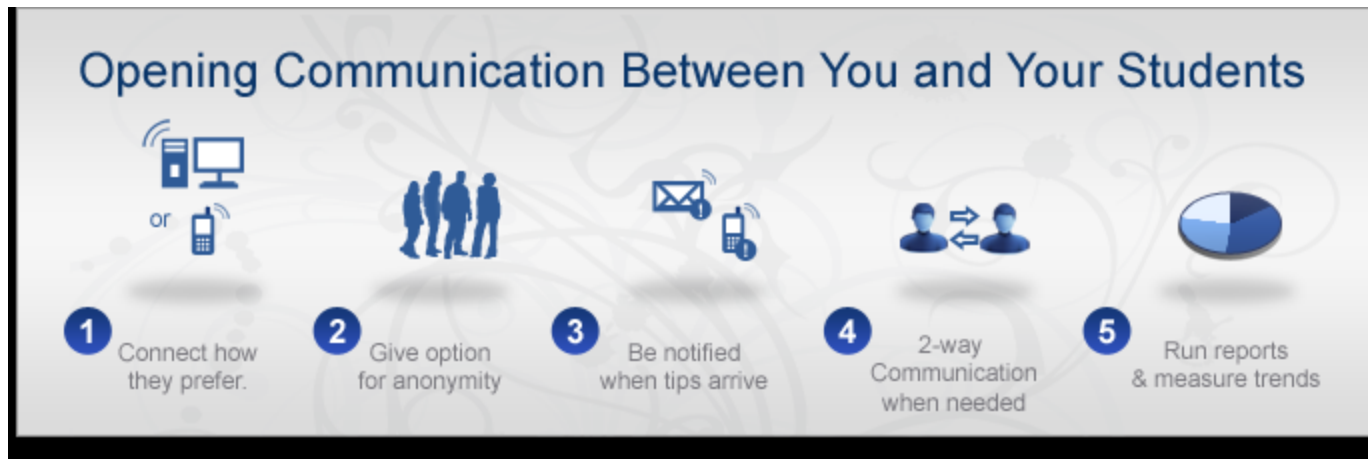 Opening Communication Between You and Your Students
or
1
Connect how
they prefer.
2
Give option
for anonymity
3
Be notified
when tips arrive
4
2-way
Communication
when needed
5
Run reports
& measure trends